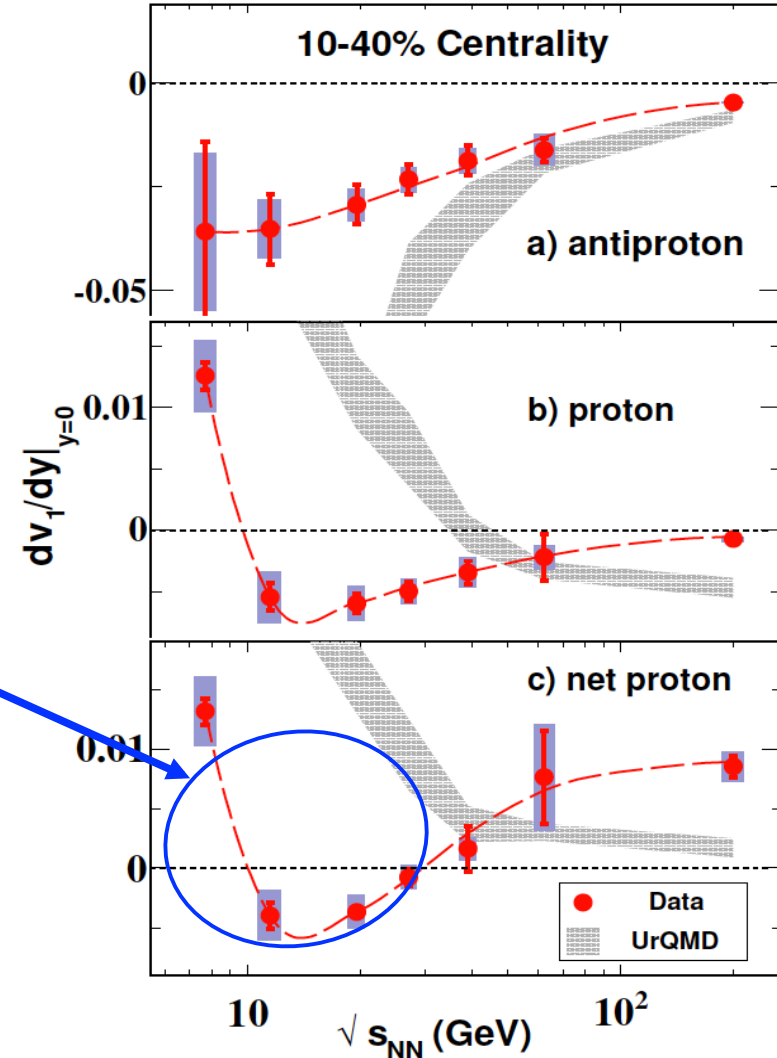 10-40% Centrality
0
-0.05
a) antiproton
0.01
0
b) proton
dv1/dy|y=0
c) net proton
0.01
0
Data
UrQMD
10
10²
√ sNN (GeV)